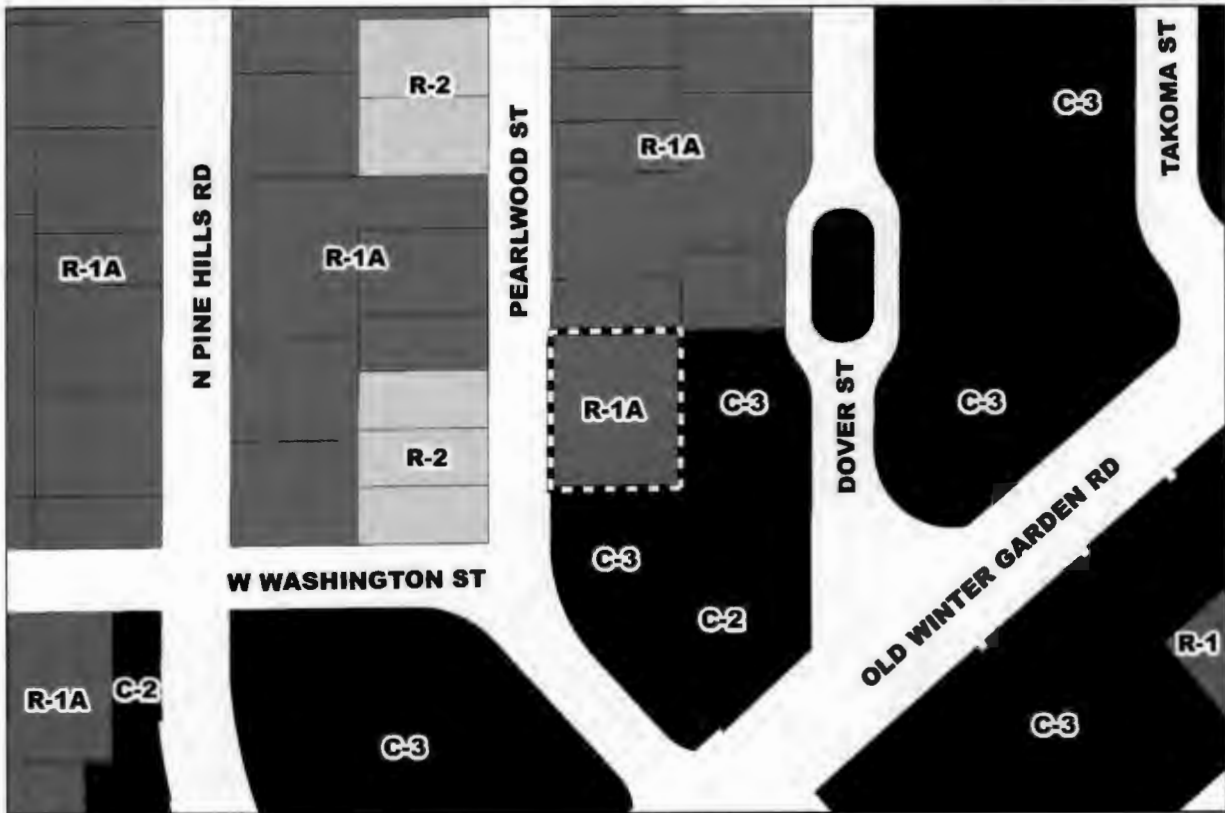 R-2
C-3
TAKOMA ST
R-1A
N PINE HILLS RD
PEARLWOOD ST
R-1A
R-1A
R-1A
C-3
C-3
DOVER ST
R-2
C-3
W WASHINGTON ST
C-2
OLD WINTER GARDEN RD
R-1
R-1A
C-2
C-3
C-3